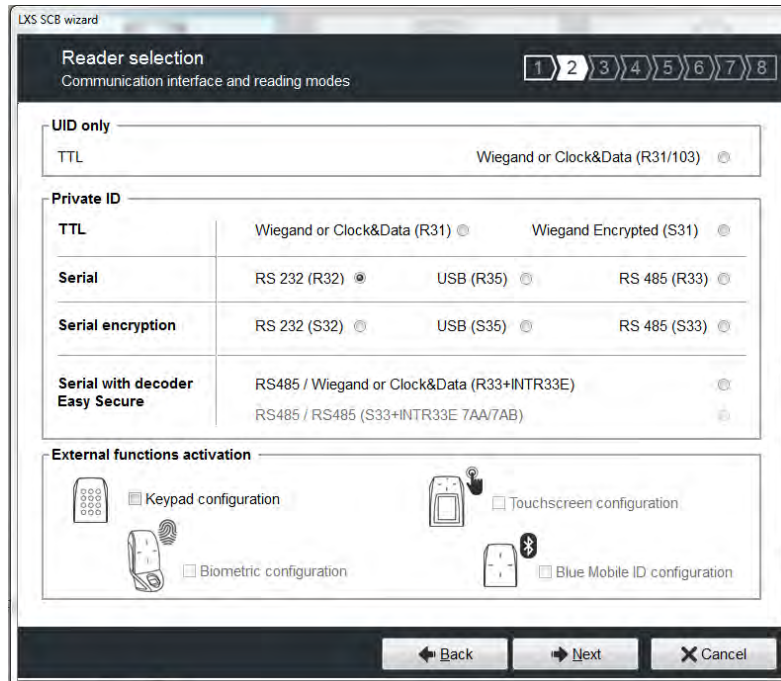 LXS SCB wizard
Reader selection
Communication interface and reading modes
1 2 3 4 5 6 7 8
UID only
TTL Wiegand or Clock&Data (R31/103)
Private ID
TTL Wiegand or Clock&Data (R31) Wiegand Encrypted (S31)
Serial RS 232 (R32) USB (R35) RS 485 (R33)
Serial encryption RS 232 (S32) USB (S35) RS 485 (S33)
Serial with decoder
Easy Secure
RS485 / Wiegand or Clock&Data (R33+INTR33E)
RS485 / RS485 (S33+INTR33E 7AA/7AB)
External functions activation
Keypad configuration
Touchscreen configuration
Biometric configuration
Blue Mobile ID configuration
Back Next Cancel